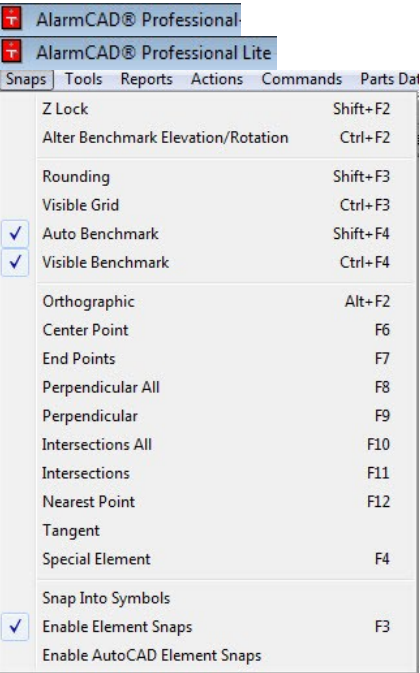 AlarmCAD® Professional
AlarmCAD® Professional Lite
Snaps Tools Reports Actions Commands Parts Dat
Z Lock Shift+F2
Alter Benchmark Elevation/Rotation Ctrl+F2
Rounding Shift+F3
Visible Grid Ctrl+F3
Auto Benchmark Shift+F4
Visible Benchmark Ctrl+F4
Orthographic Alt+F2
Center Point F6
End Points F7
Perpendicular All F8
Perpendicular F9
Intersections All F10
Intersections F11
Nearest Point F12
Tangent
Special Element F4
Snap Into Symbols
Enable Element Snaps F3
Enable AutoCAD Element Snaps